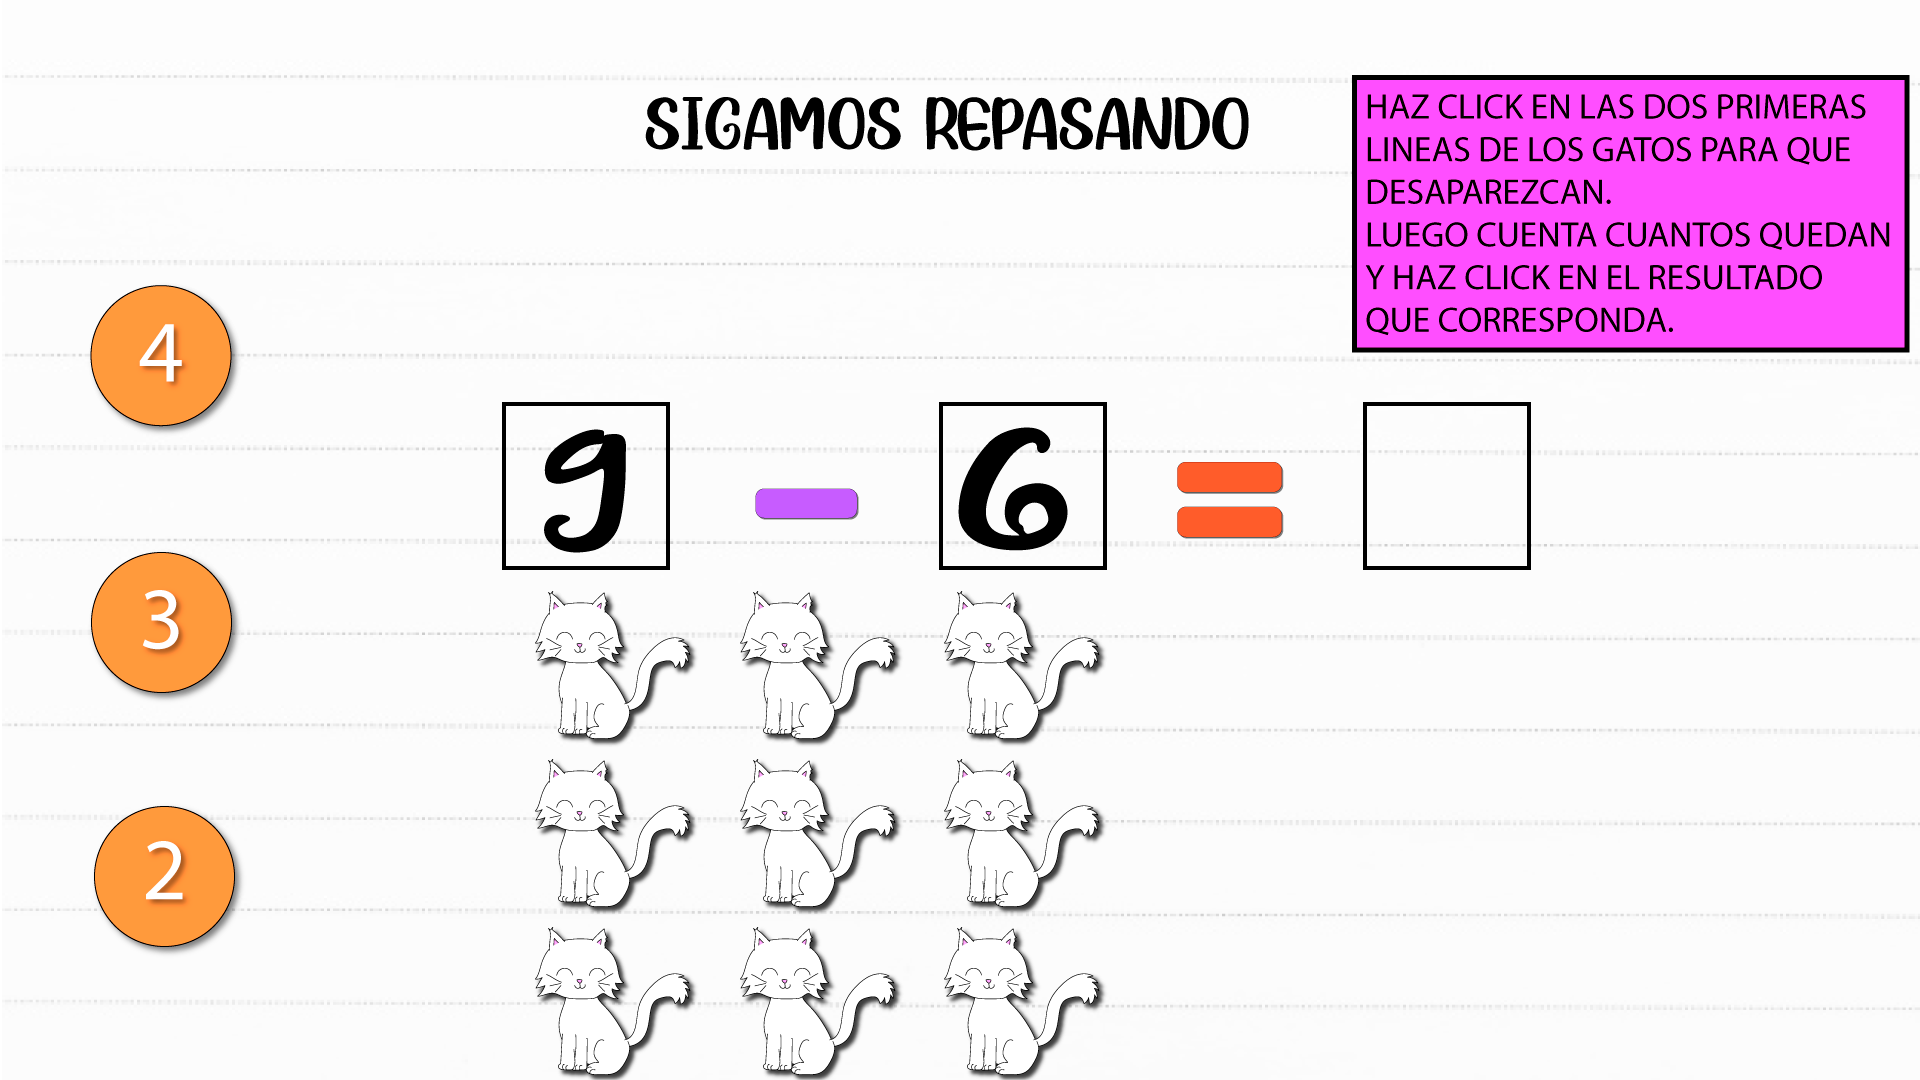 SIGAMOS REPASANDO
HAZ CLICK EN LAS DOS PRIMERAS
LINEAS DE LOS GATOS PARA QUE
DESAPAREZCAN.
LUEGO CUENTA CUANTOS QUEDAN
Y HAZ CLICK EN EL RESULTADO
QUE CORRESPONDA.
4
9 - 6 =
3
2